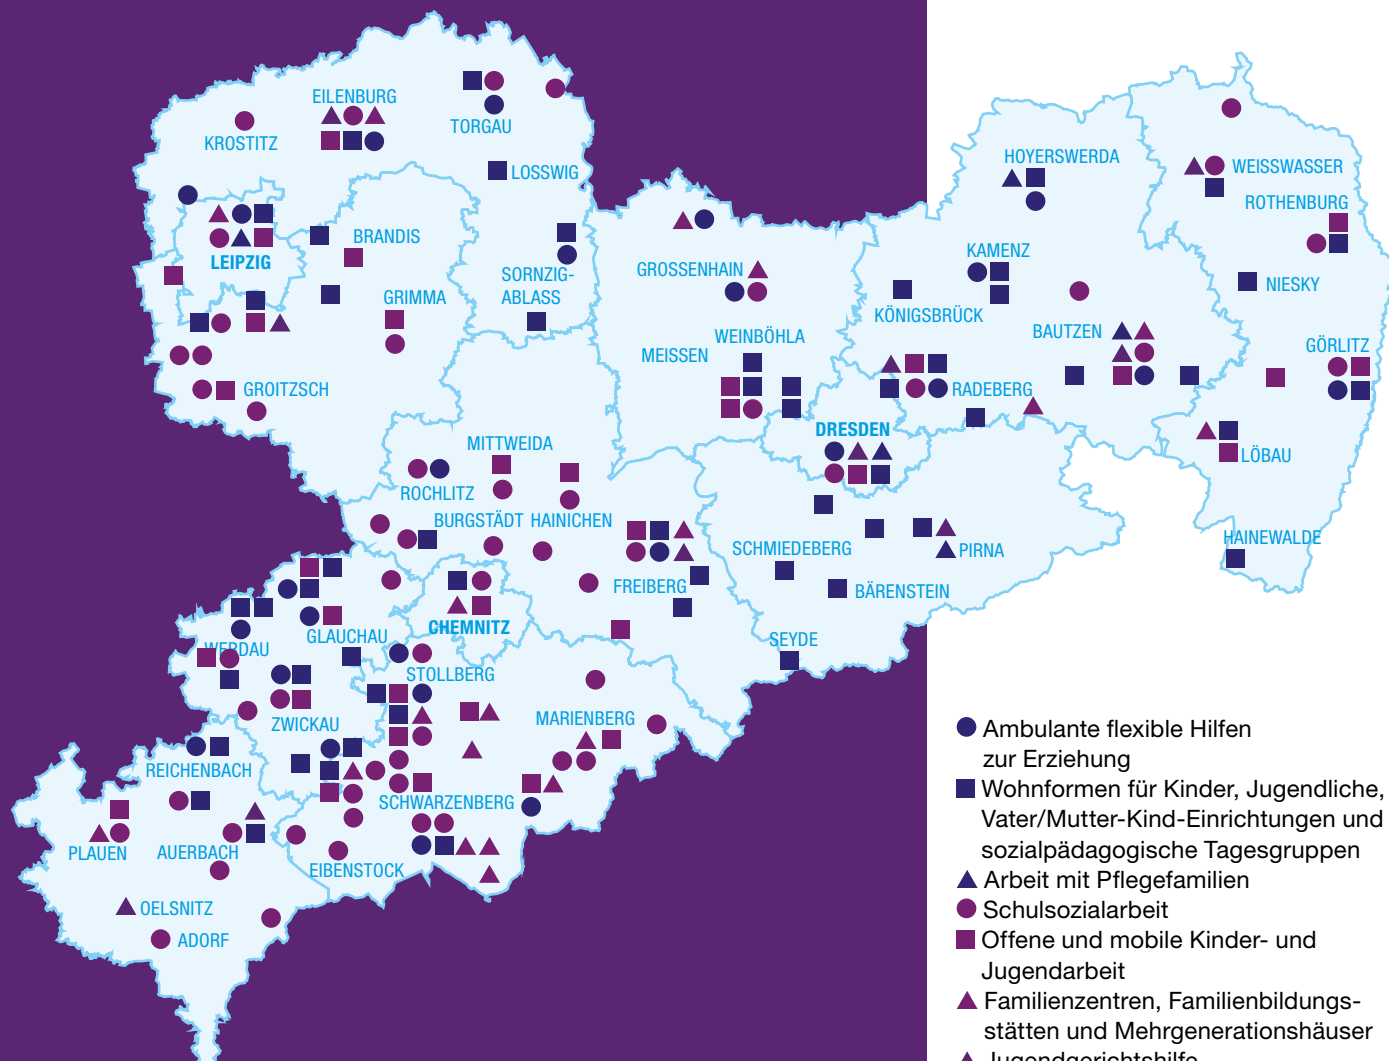 EILENBURG
TORGAU
KROSTITZ
LOSSWIG
HOYERSWERDA
WEISSWASSER
ROTHENBURG
BRANDIS
LEIPZIG
SORNZIG-
ABLASS
GROSSENHAIN
KAMENZ
NIESKY
GRIMMA
KÖNIGSBRÜCK
WEINBÖHLA
BAUTZEN
MEISSEN
GÖRLITZ
GROITZSCH
RADEBERG
DRESDEN
MITTWEIDA
LÖBAU
ROCHLITZ
BURGSTÄDT HAINICHEN
SCHMIEDEBERG
PIRNA
HAINEWALDE
FREIBERG
BÄRENSTEIN
CHEMNITZ
GLAUCHAU
WERDAU
SEYDE
STOLLBERG
ZWICKAU
MARIENBERG
REICHENBACH
SCHWARZENBERG
PLAUEN
AUERBACH
EIBENSTOCK
OELSNITZ
ADORF
Ambulante flexible Hilfen
zur Erziehung
Wohnformen für Kinder, Jugendliche,
Vater/Mutter-Kind-Einrichtungen und
sozialpädagogische Tagesgruppen
Arbeit mit Pflegefamilien
Schulsozialarbeit
Offene und mobile Kinder- und
Jugendarbeit
Familienzentren, Familienbildungs-
stätten und Mehrgenerationshäuser
Jugendgerichtshilfe